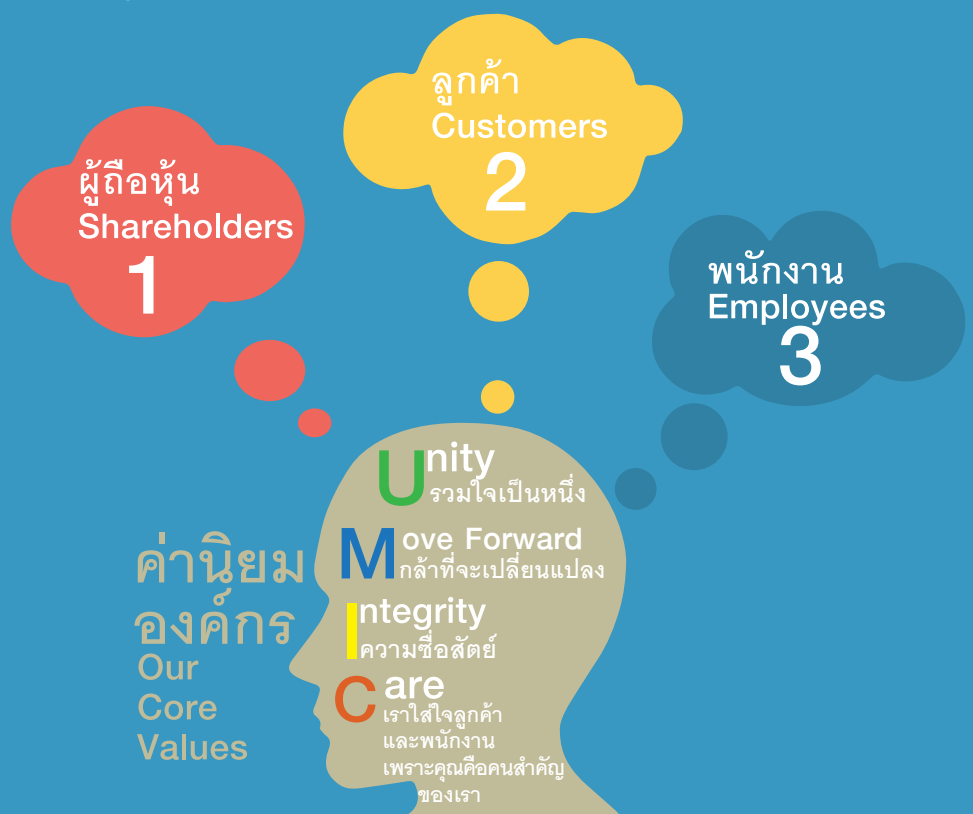 ลูกค้า
Customers
2
ผู้ถือหุ้น
Shareholders
1
พนักงาน
Employees
3
Unity
รวมใจเป็นหนึ่ง
Move Forward
กล้าที่จะเปลี่ยนแปลง
Integrity
ความซื่อสัตย์
Care
เราใส่ใจลูกค้า
และพนักงาน
เพราะคุณคือคนสำคัญ
ของเรา
ค่านิยม
องค์กร
Our
Core
Values